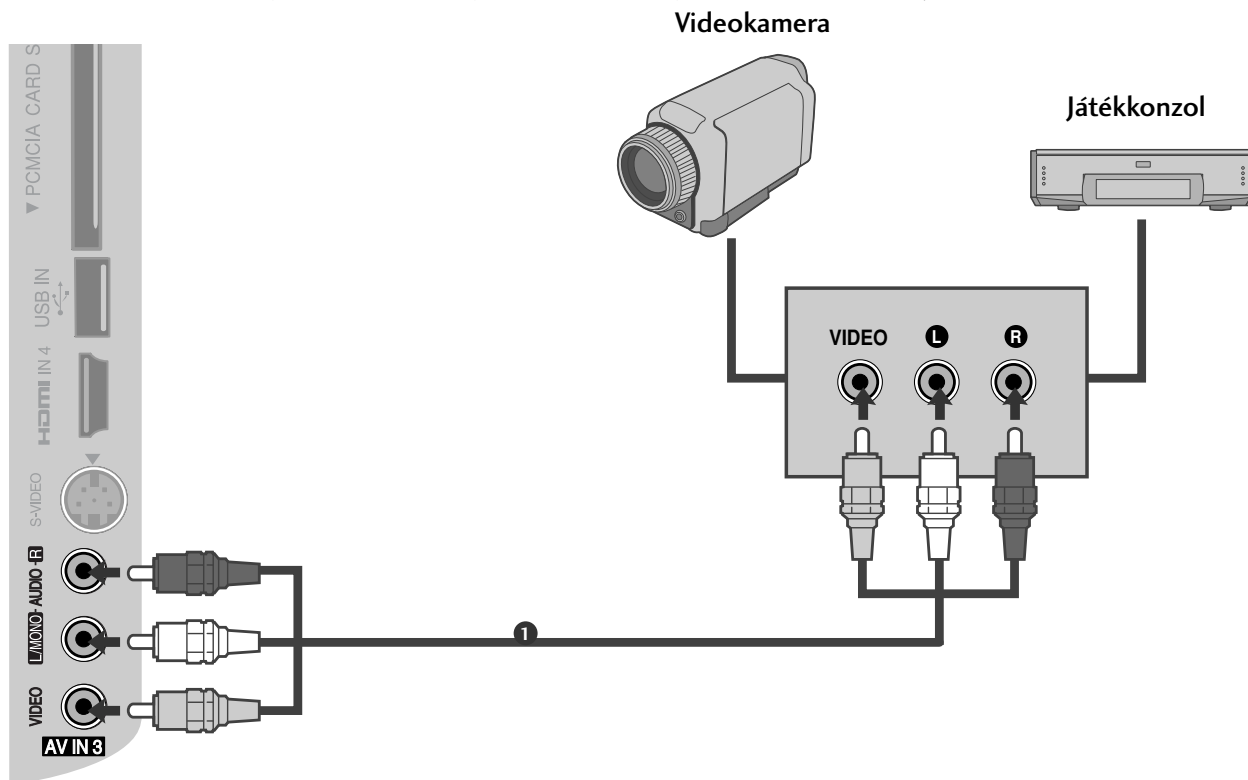 Videokamera
Játékkonzol
▼ PCMCIA CARD S
USB IN
HDMI IN 4
S-VIDEO
R
AUDIO
L/MONO
VIDEO
AV IN 3
VIDEO
L
R
1